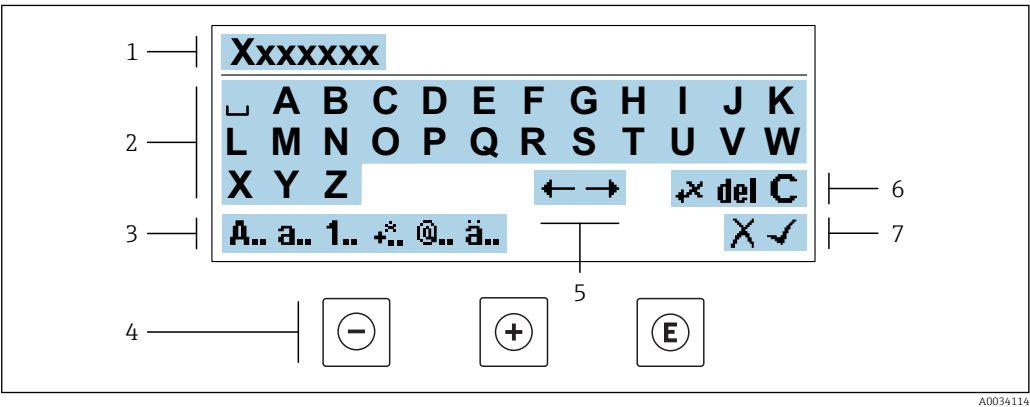 1 Xxxxxxx
2 ⎵ A B C D E F G H I J K
L M N O P Q R S T U V W
X Y Z ← → +× del C 6
3 A.. a.. 1.. +*.. @.. ä.. X ✓ 7
5
4 − + E
A0034114